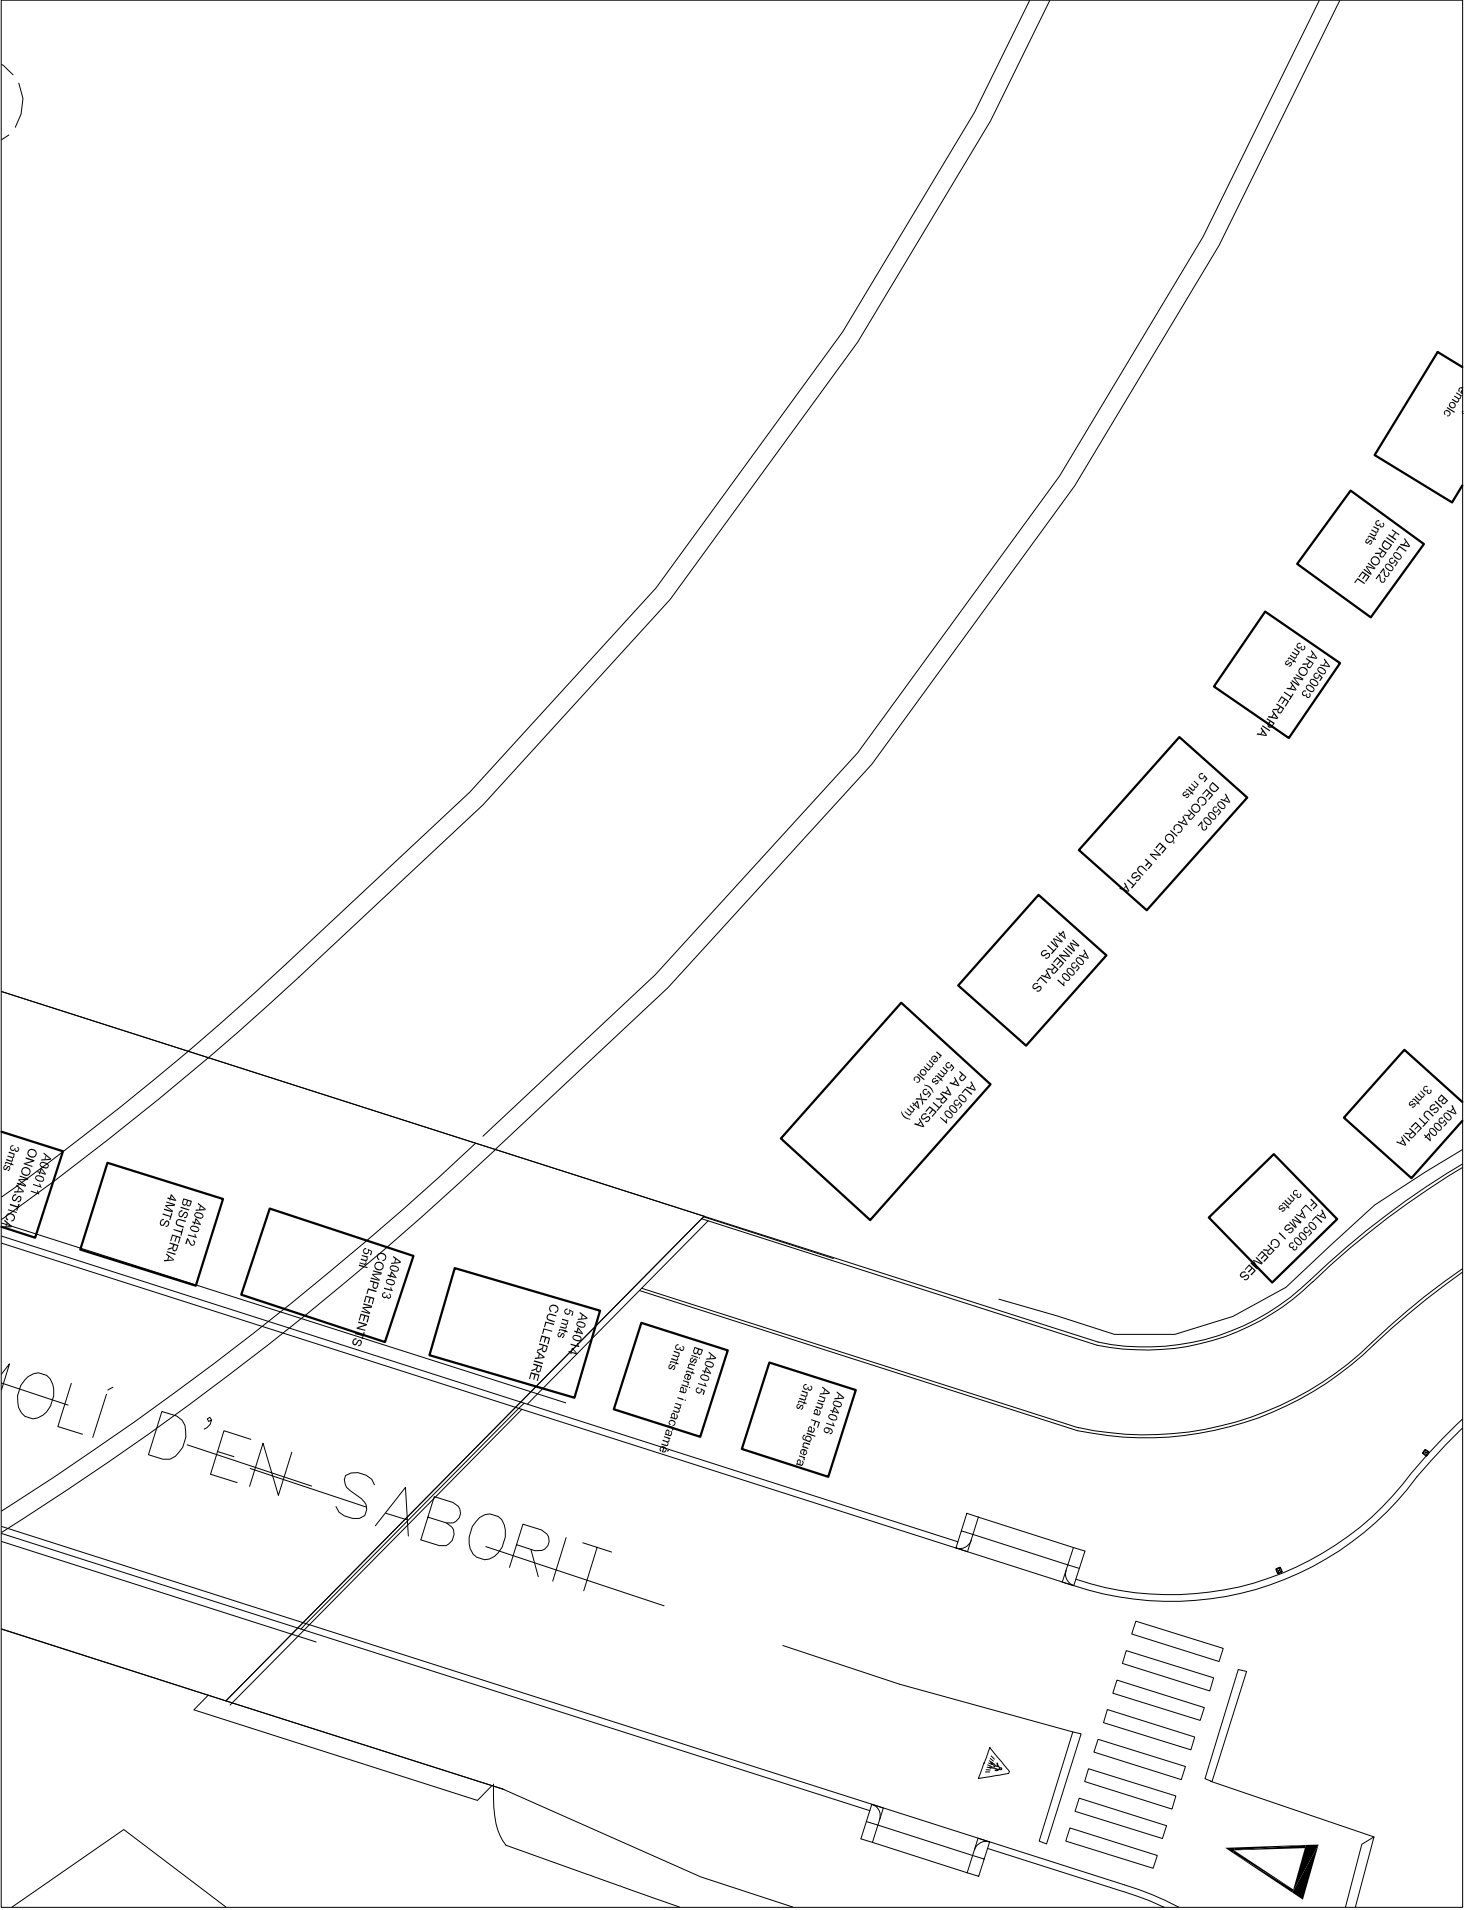 remolc
AL05022
HIDROMEL
3mts
A05003
AROMATERAPIA
3mts
A05002
DECORACIÓ EN FUSTA
5 mts
A05001
MINERALS
4MTS
AL05001
PA ARTESA
5mts (5X4m)
remolc
A05004
BISUTERIA
3mts
AL05003
FLAMS I CREMES
3mts
A04011
ONOMASTICA
3mts
A04012
BISUTERIA
4MTS
A04013
COMPLEMENTS
5mt
A04014
5 mts
CULLERAIRE
A04015
Bisuteria i macramé
3mts
A04016
Anna Falguera
3mts
MOLÍ D'EN SABORIT